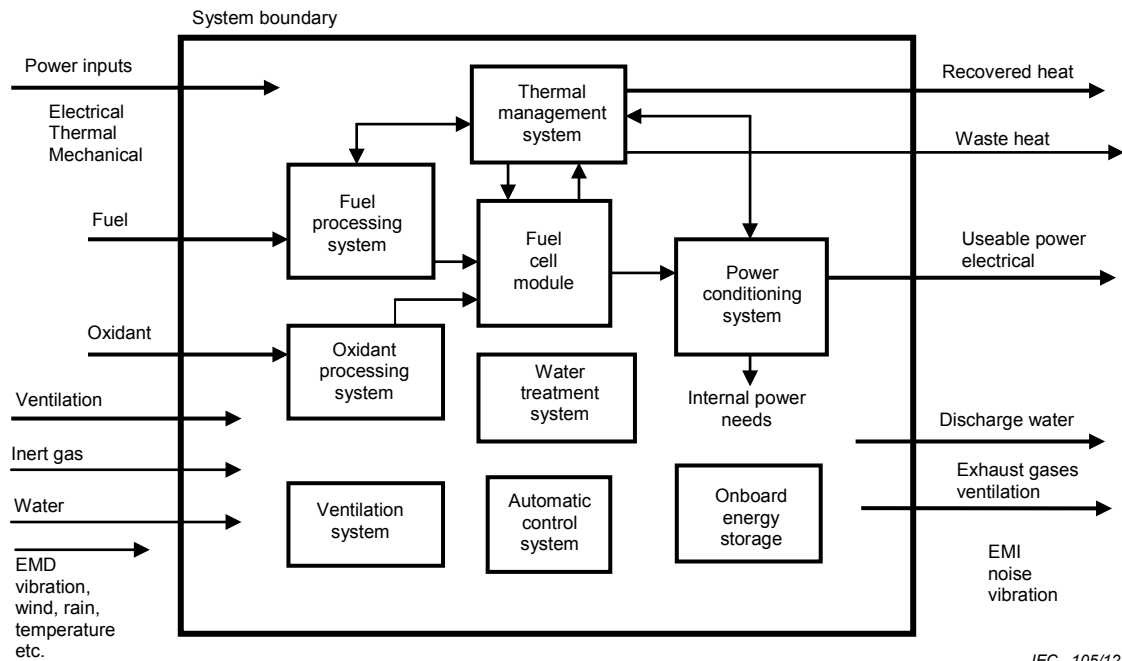 System boundary
Power inputs
Electrical
Thermal
Mechanical
Thermal
management
system
Recovered heat
Waste heat
Fuel
Fuel
processing
system
Fuel
cell
module
Power
conditioning
system
Useable power
electrical
Oxidant
Oxidant
processing
system
Water
treatment
system
Internal power
needs
Ventilation
Inert gas
Water
Discharge water
Exhaust gases
ventilation
Ventilation
system
Automatic
control
system
Onboard
energy
storage
EMD
vibration,
wind, rain,
temperature
etc.
EMI
noise
vibration
IEC 105/12